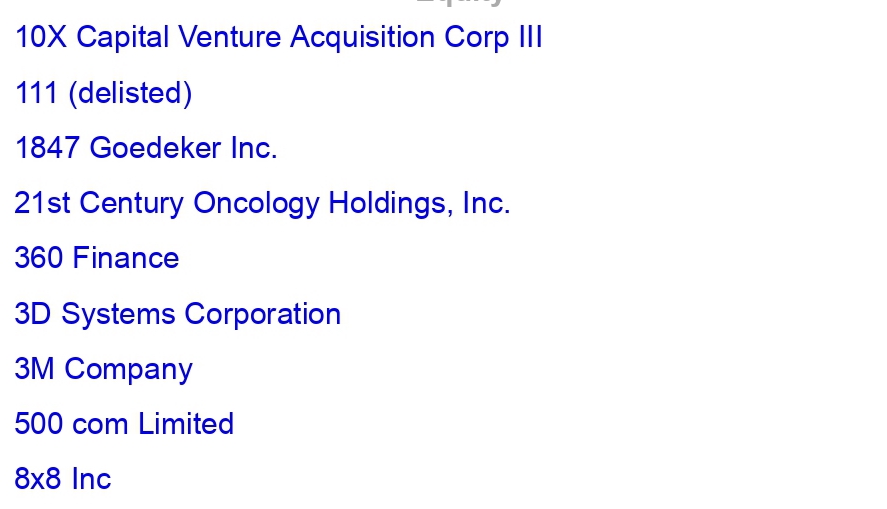 Equity
10X Capital Venture Acquisition Corp III
111 (delisted)
1847 Goedeker Inc.
21st Century Oncology Holdings, Inc.
360 Finance
3D Systems Corporation
3M Company
500 com Limited
8x8 Inc